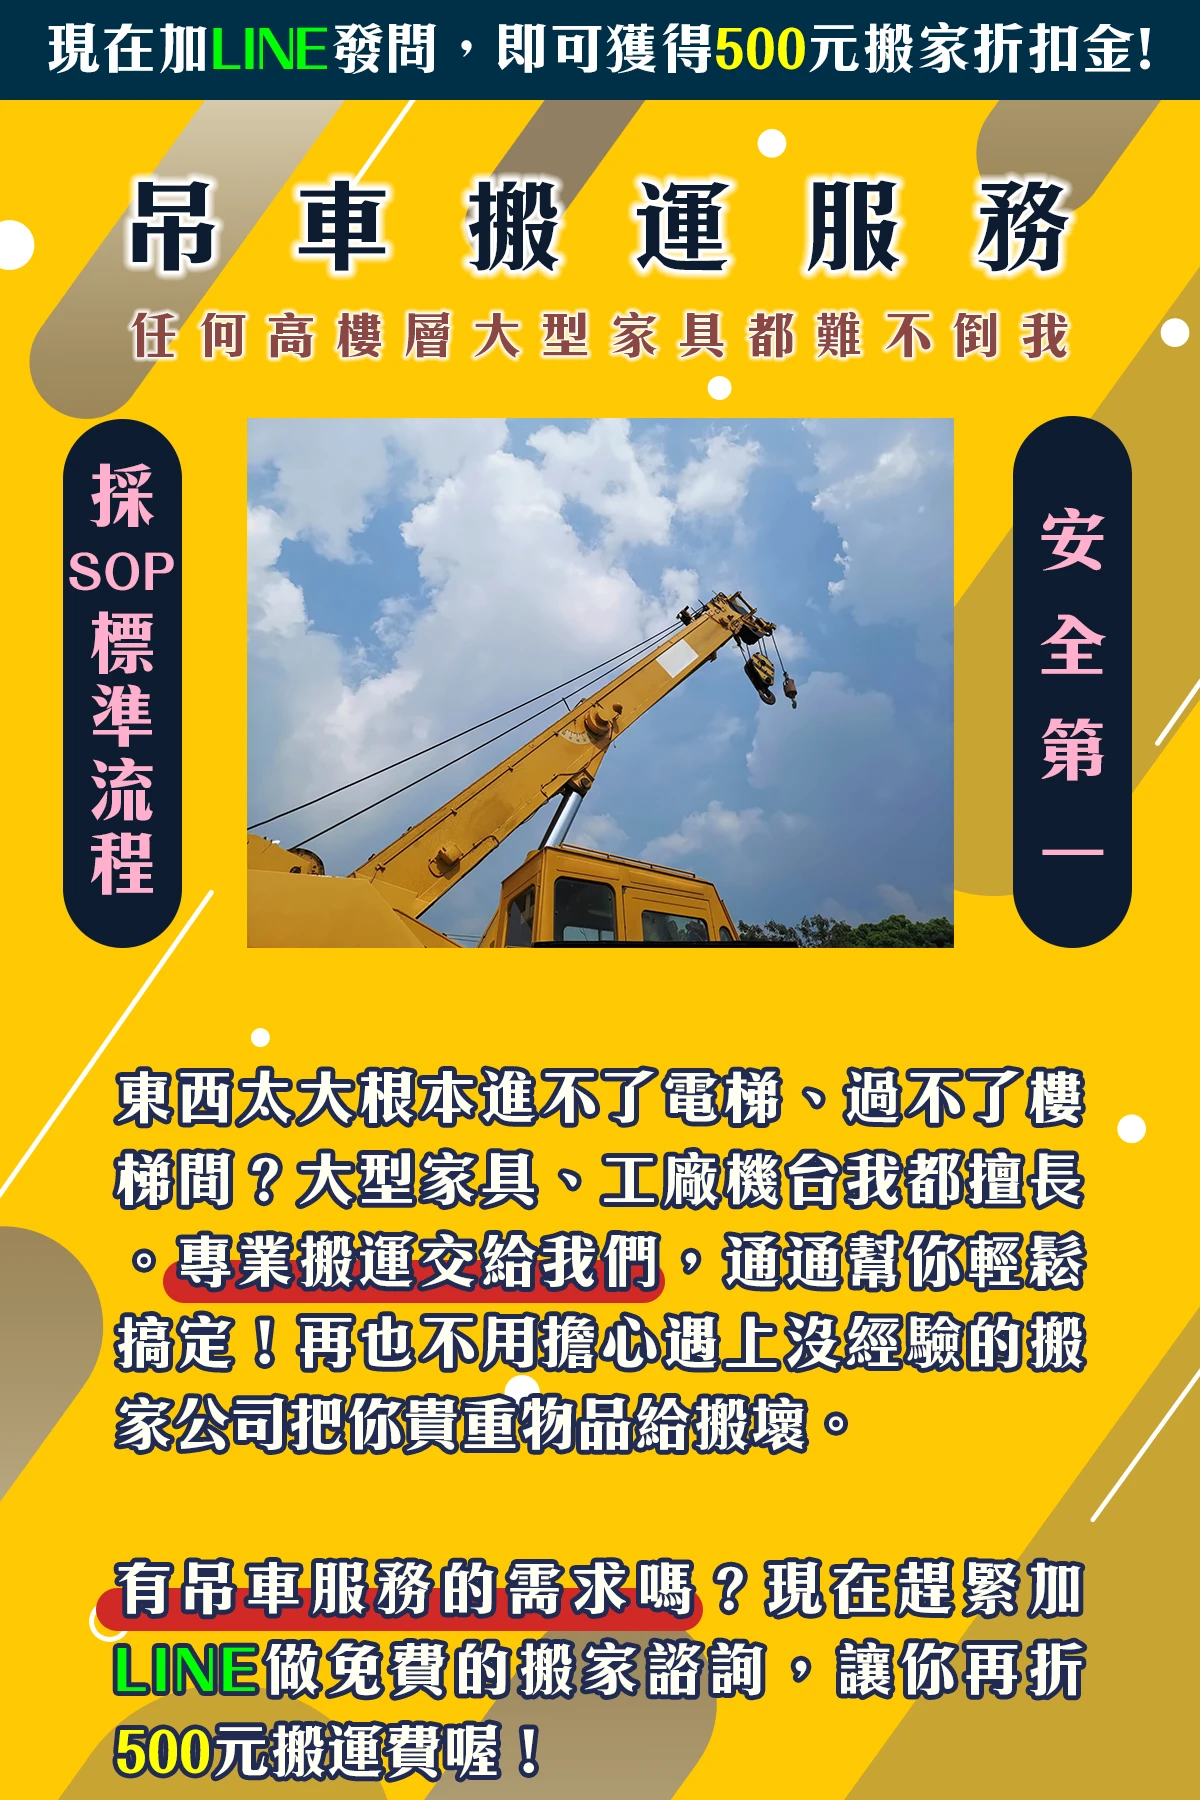 現在加LINE發問，即可獲得500元搬家折扣金!
吊車搬運服務
任何高樓層大型家具都難不倒我
採SOP標準流程
安全第一
東西太大根本進不了電梯、過不了樓
梯間？大型家具、工廠機台我都擅長
。專業搬運交給我們，通通幫你輕鬆
搞定！再也不用擔心遇上沒經驗的搬
家公司把你貴重物品給搬壞。
有吊車服務的需求嗎？現在趕緊加
LINE做免費的搬家諮詢，讓你再折
500元搬運費喔！